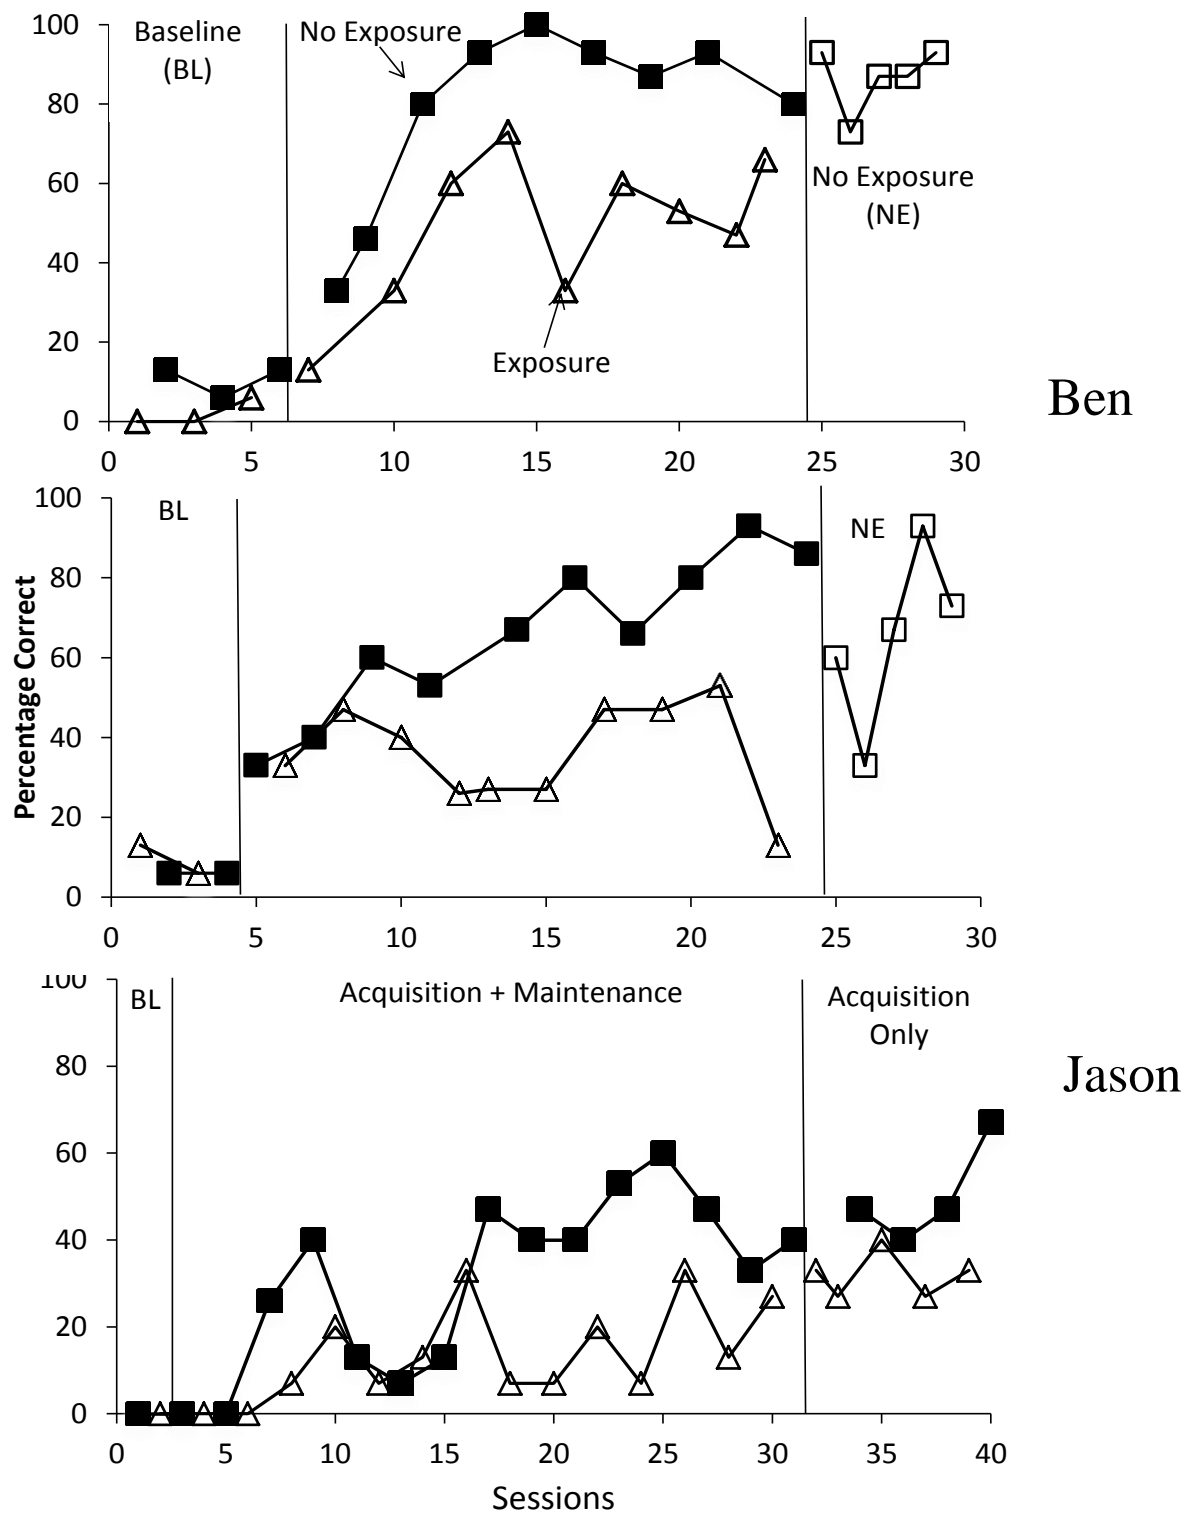 100
80
60
40
20
0
Baseline
(BL)
No Exposure
Exposure
No Exposure
(NE)
0 5 10 15 20 25 30
Ben
Percentage Correct
100
80
60
40
20
0
BL
NE
0 5 10 15 20 25 30
100
80
60
40
20
0
BL
Acquisition + Maintenance
Acquisition
Only
Jason
0 5 10 15 20 25 30 35 40
Sessions